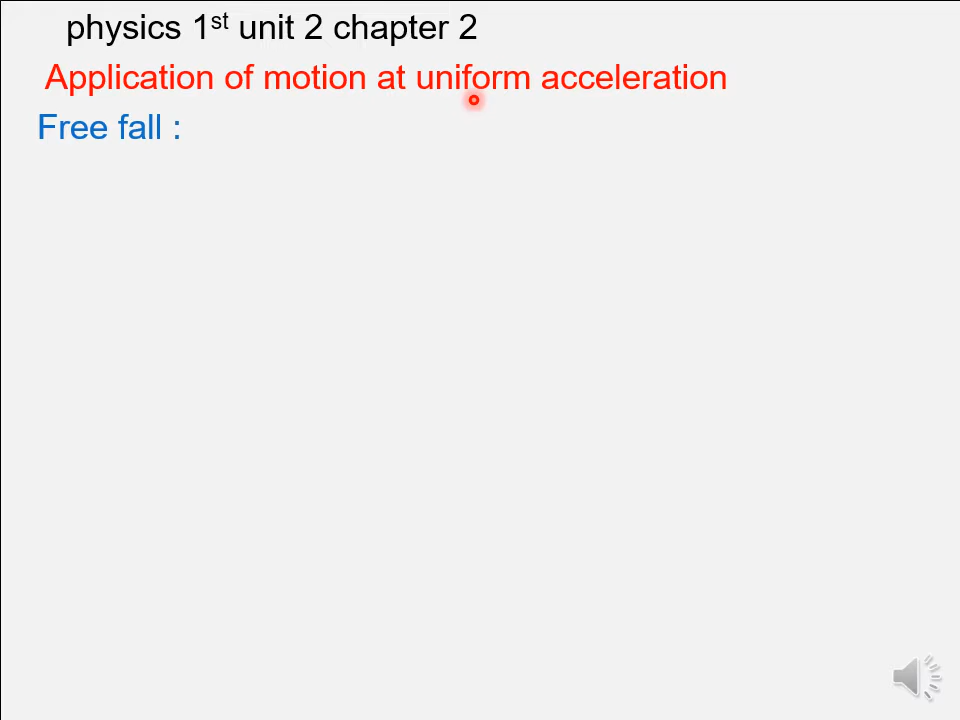 physics 1st unit 2 chapter 2
Application of motion at uniform acceleration
Free fall :